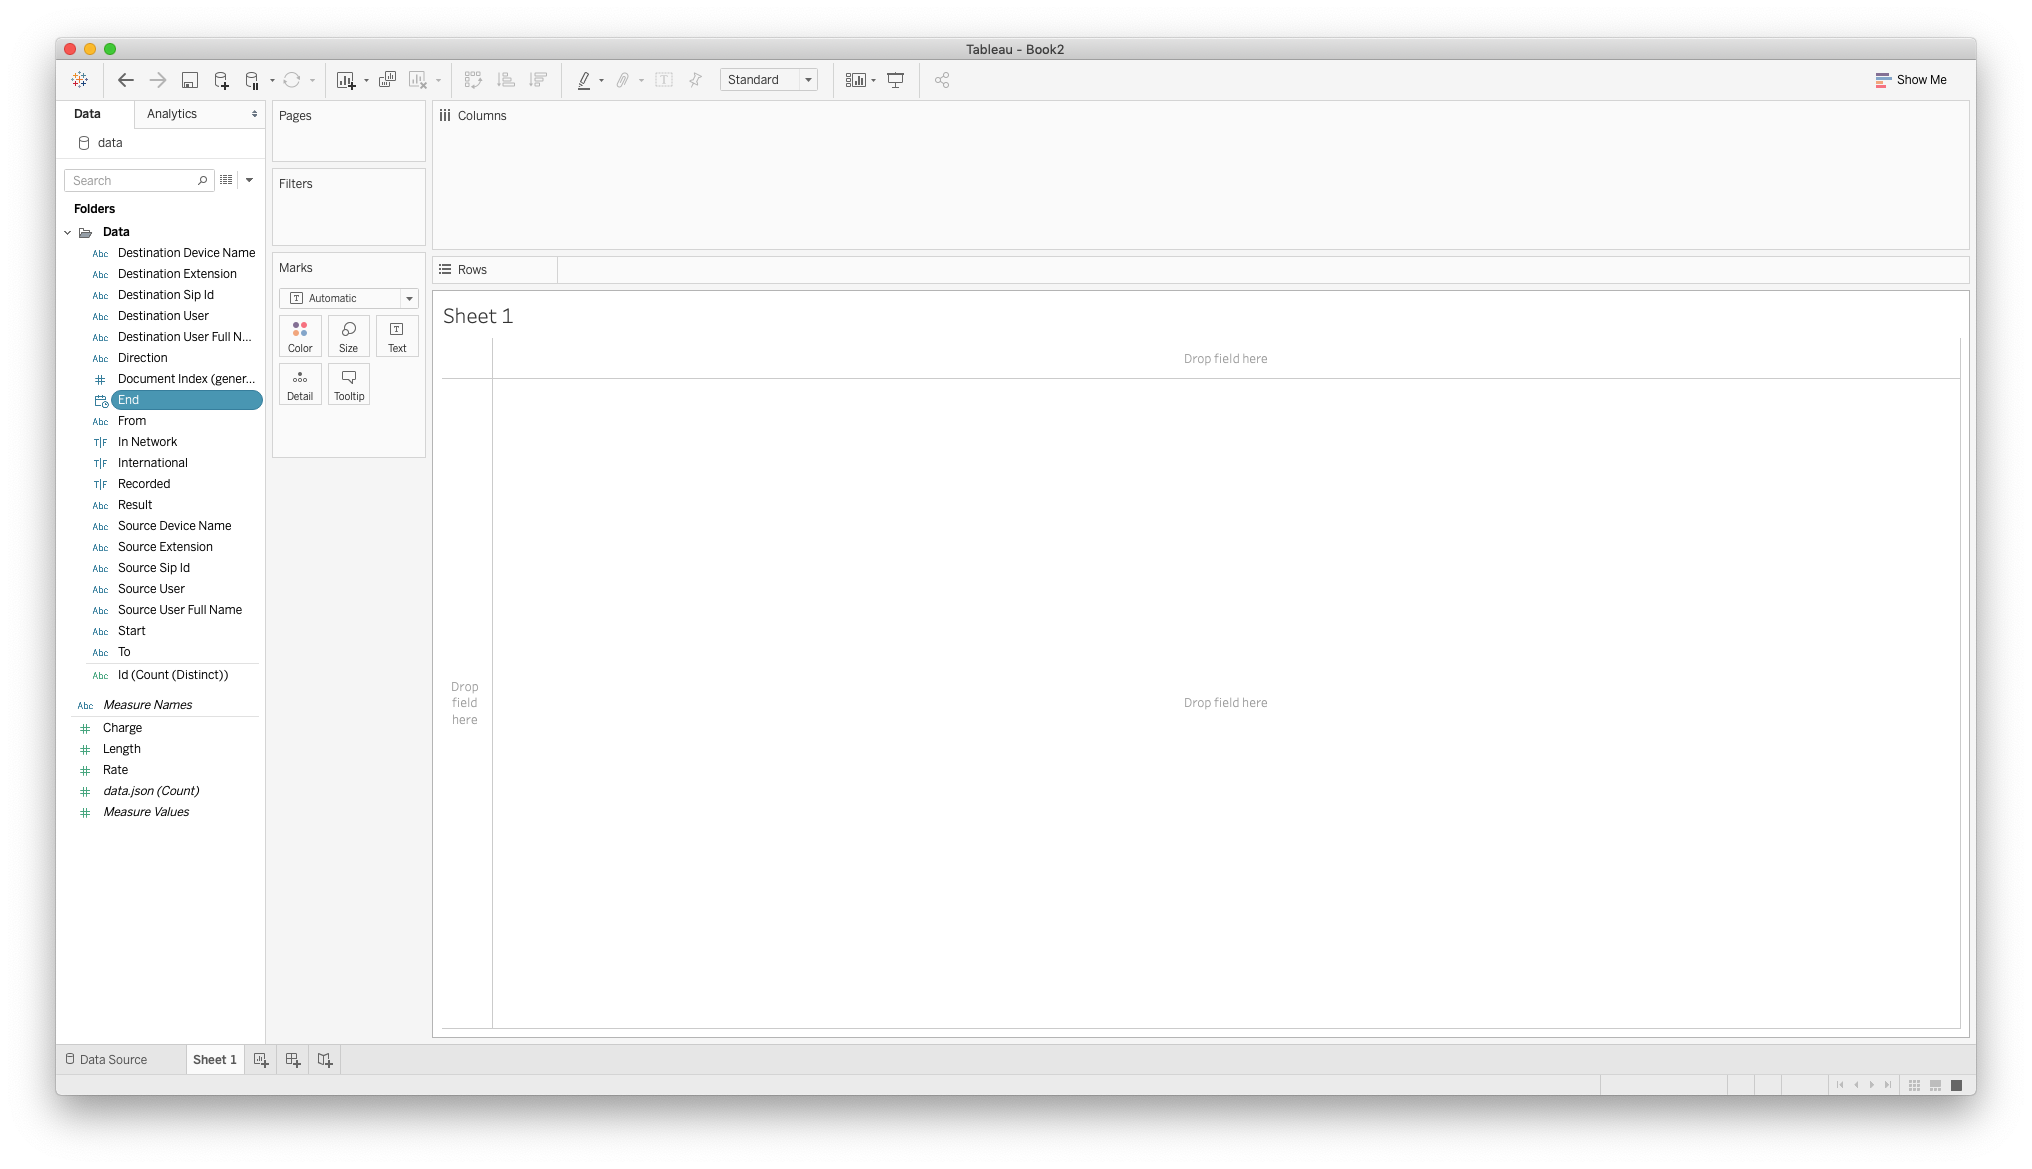 Tableau - Book2
Standard
Show Me
Data
Analytics
data
Search
Folders
Data
Abc Destination Device Name
Abc Destination Extension
Abc Destination Sip Id
Abc Destination User
Abc Destination User Full N...
Abc Direction
# Document Index (gener...
End
Abc From
T|F In Network
T|F International
T|F Recorded
Abc Result
Abc Source Device Name
Abc Source Extension
Abc Source Sip Id
Abc Source User
Abc Source User Full Name
Abc Start
Abc To
Abc Id (Count (Distinct))
Abc Measure Names
# Charge
# Length
# Rate
# data.json (Count)
# Measure Values
Pages
Filters
Marks
T Automatic
Color
Size
T
Text
Detail
Tooltip
Columns
Rows
Sheet 1
Drop field here
Drop
field
here
Drop field here
Data Source
Sheet 1